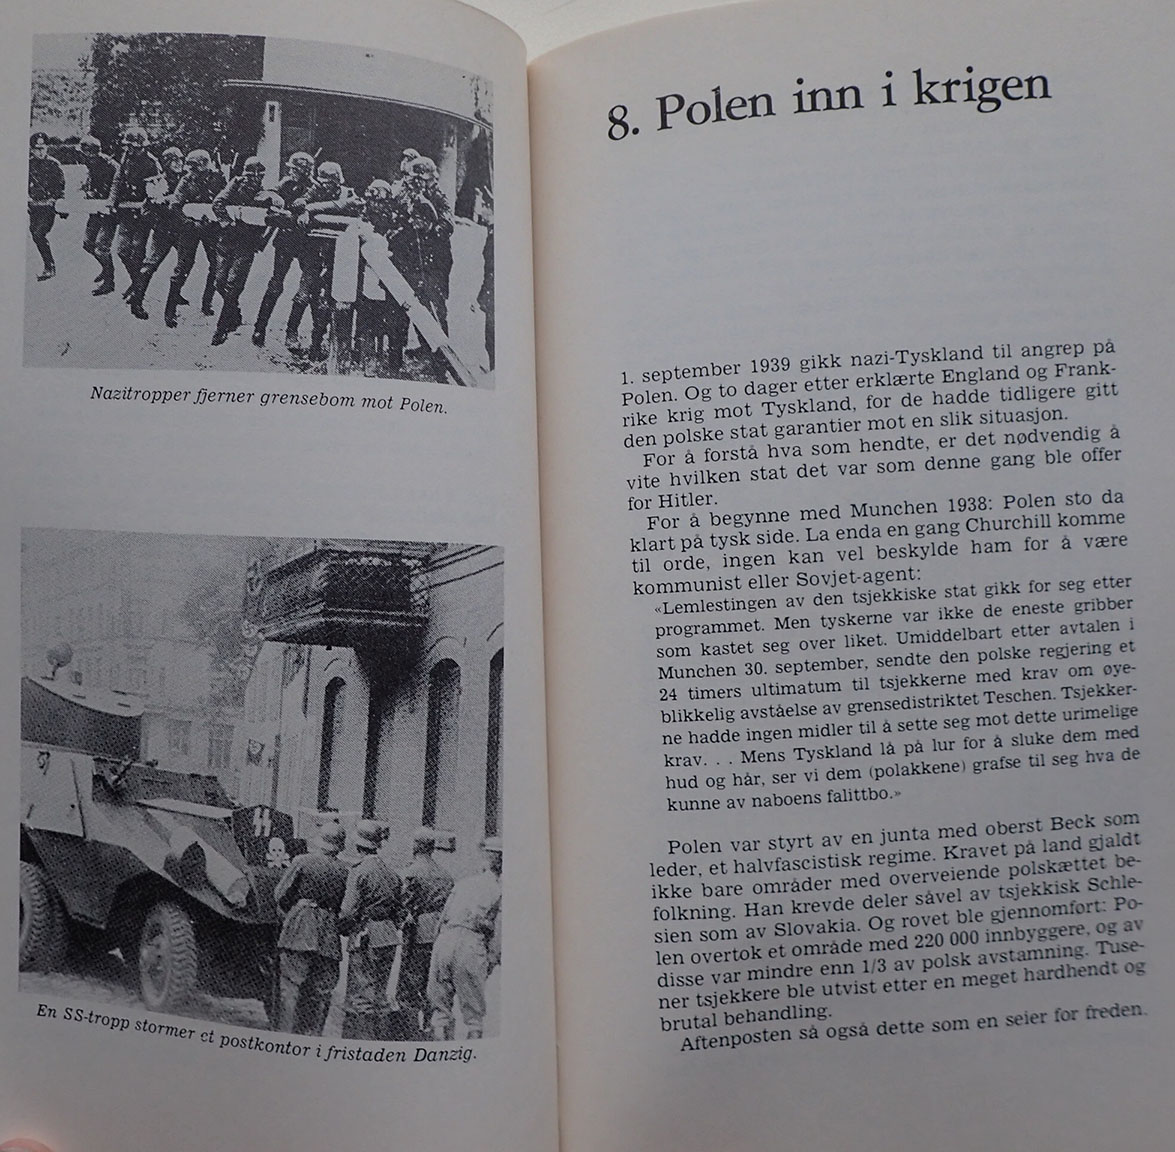 Nazitropper fjerner grensebom mot Polen.
SS
En SS-tropp stormer et postkontor i fristaden Danzig.
8. Polen inn i krigen
1. september 1939 gikk nazi-Tyskland til angrep på
Polen. Og to dager etter erklærte England og Frank-
rike krig mot Tyskland, for de hadde tidligere gitt
den polske stat garantier mot en slik situasjon.
For å forstå hva som hendte, er det nødvendig å
vite hvilken stat det var som denne gang ble offer
for Hitler.
For å begynne med Munchen 1938: Polen sto da
klart på tysk side. La enda en gang Churchill komme
til orde, ingen kan vel beskylde ham for å være
kommunist eller Sovjet-agent:
«Lemlestingen av den tsjekkiske stat gikk for seg etter
programmet. Men tyskerne var ikke de eneste gribber
som kastet seg over liket. Umiddelbart etter avtalen i
Munchen 30. september, sendte den polske regjering et
24 timers ultimatum til tsjekkerne med krav om øye-
blikkelig avståelse av grensedistriktet Teschen. Tsjekker-
ne hadde ingen midler til å sette seg mot dette urimelige
krav. . . Mens Tyskland lå på lur for å sluke dem med
hud og hår, ser vi dem (polakkene) grafse til seg hva de
kunne av naboens falittbo.»
Polen var styrt av en junta med oberst Beck som
leder, et halvfascistisk regime. Kravet på land gjaldt
ikke bare områder med overveiende polskættet be-
folkning. Han krevde deler såvel av tsjekkisk Schle-
sien som av Slovakia. Og rovet ble gjennomført: Po-
len overtok et område med 220 000 innbyggere, og av
disse var mindre enn 1/3 av polsk avstamning. Tuse-
ner tsjekkere ble utvist etter en meget hardhendt og
brutal behandling.
Aftenposten så også dette som en seier for freden.